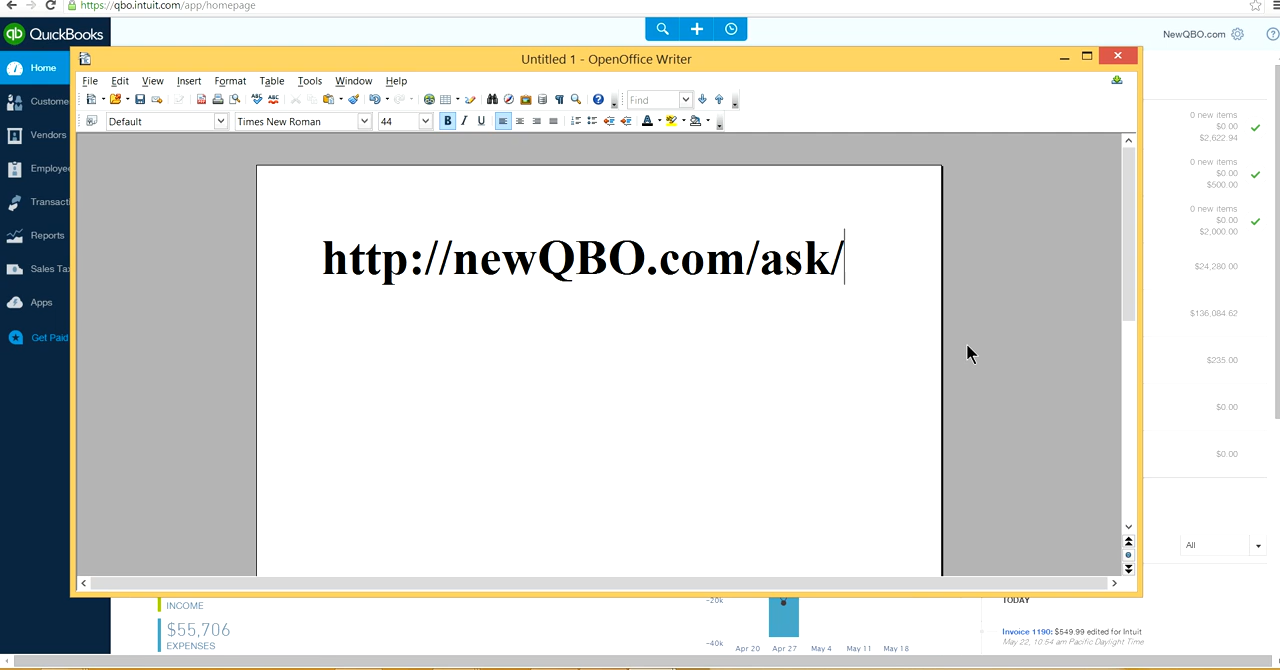 https://qbo.intuit.com/app/homepage
qb QuickBooks
NewQBO.com
Untitled 1 - OpenOffice Writer
Home
File Edit View Insert Format Table Tools Window Help
Custome
Find
Default Times New Roman 44 B I U
Vendors
Employee
Transacti
Reports
Sales Tax
Apps
Get Paid
http://newQBO.com/ask/
0 new items
$0.00
$2,622.94
0 new items
$0.00
$500.00
0 new items
$0.00
$2,000.00
$24,280.00
$136,084.62
$235.00
$0.00
$0.00
All
INCOME
$55,706
EXPENSES
-20k
-40k
Apr 20 Apr 27 May 4 May 11 May 18
TODAY
Invoice 1190: $549.99 edited for Intuit
May 22, 10:54 am Pacific Daylight Time